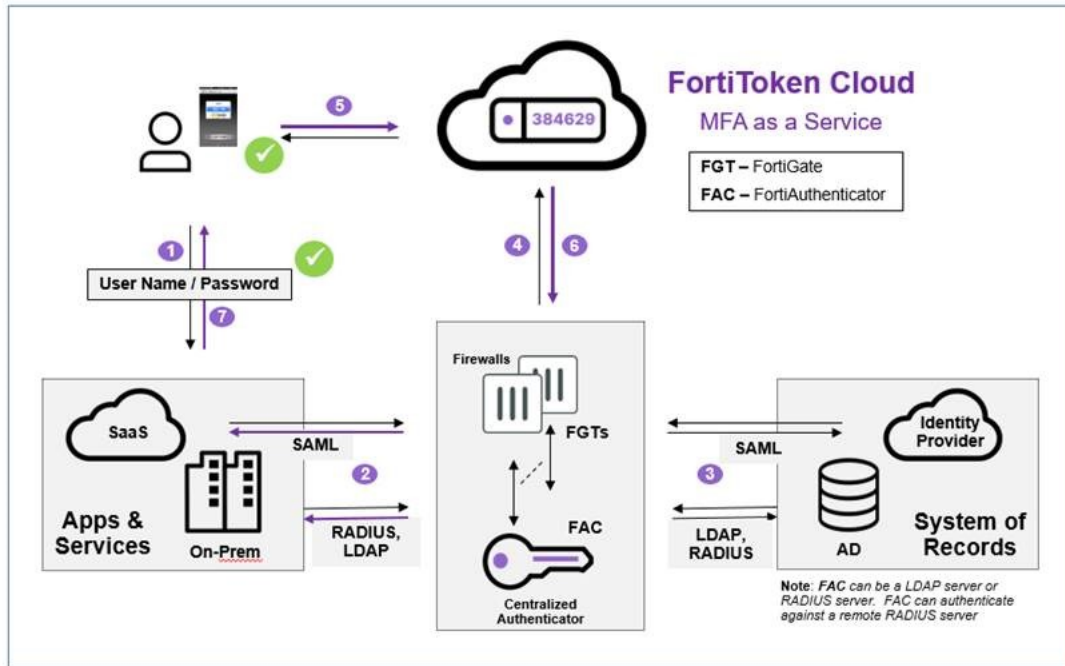 FortiToken Cloud
MFA as a Service
FGT – FortiGate
FAC – FortiAuthenticator
384629
5
1
User Name / Password
7
4
6
SaaS
On-Prem
Apps &
Services
SAML
2
RADIUS,
LDAP
Firewalls
FGTs
FAC
Centralized
Authenticator
SAML
3
LDAP,
RADIUS
Identity
Provider
AD
System of
Records
Note: FAC can be a LDAP server or
RADIUS server. FAC can authenticate
against a remote RADIUS server